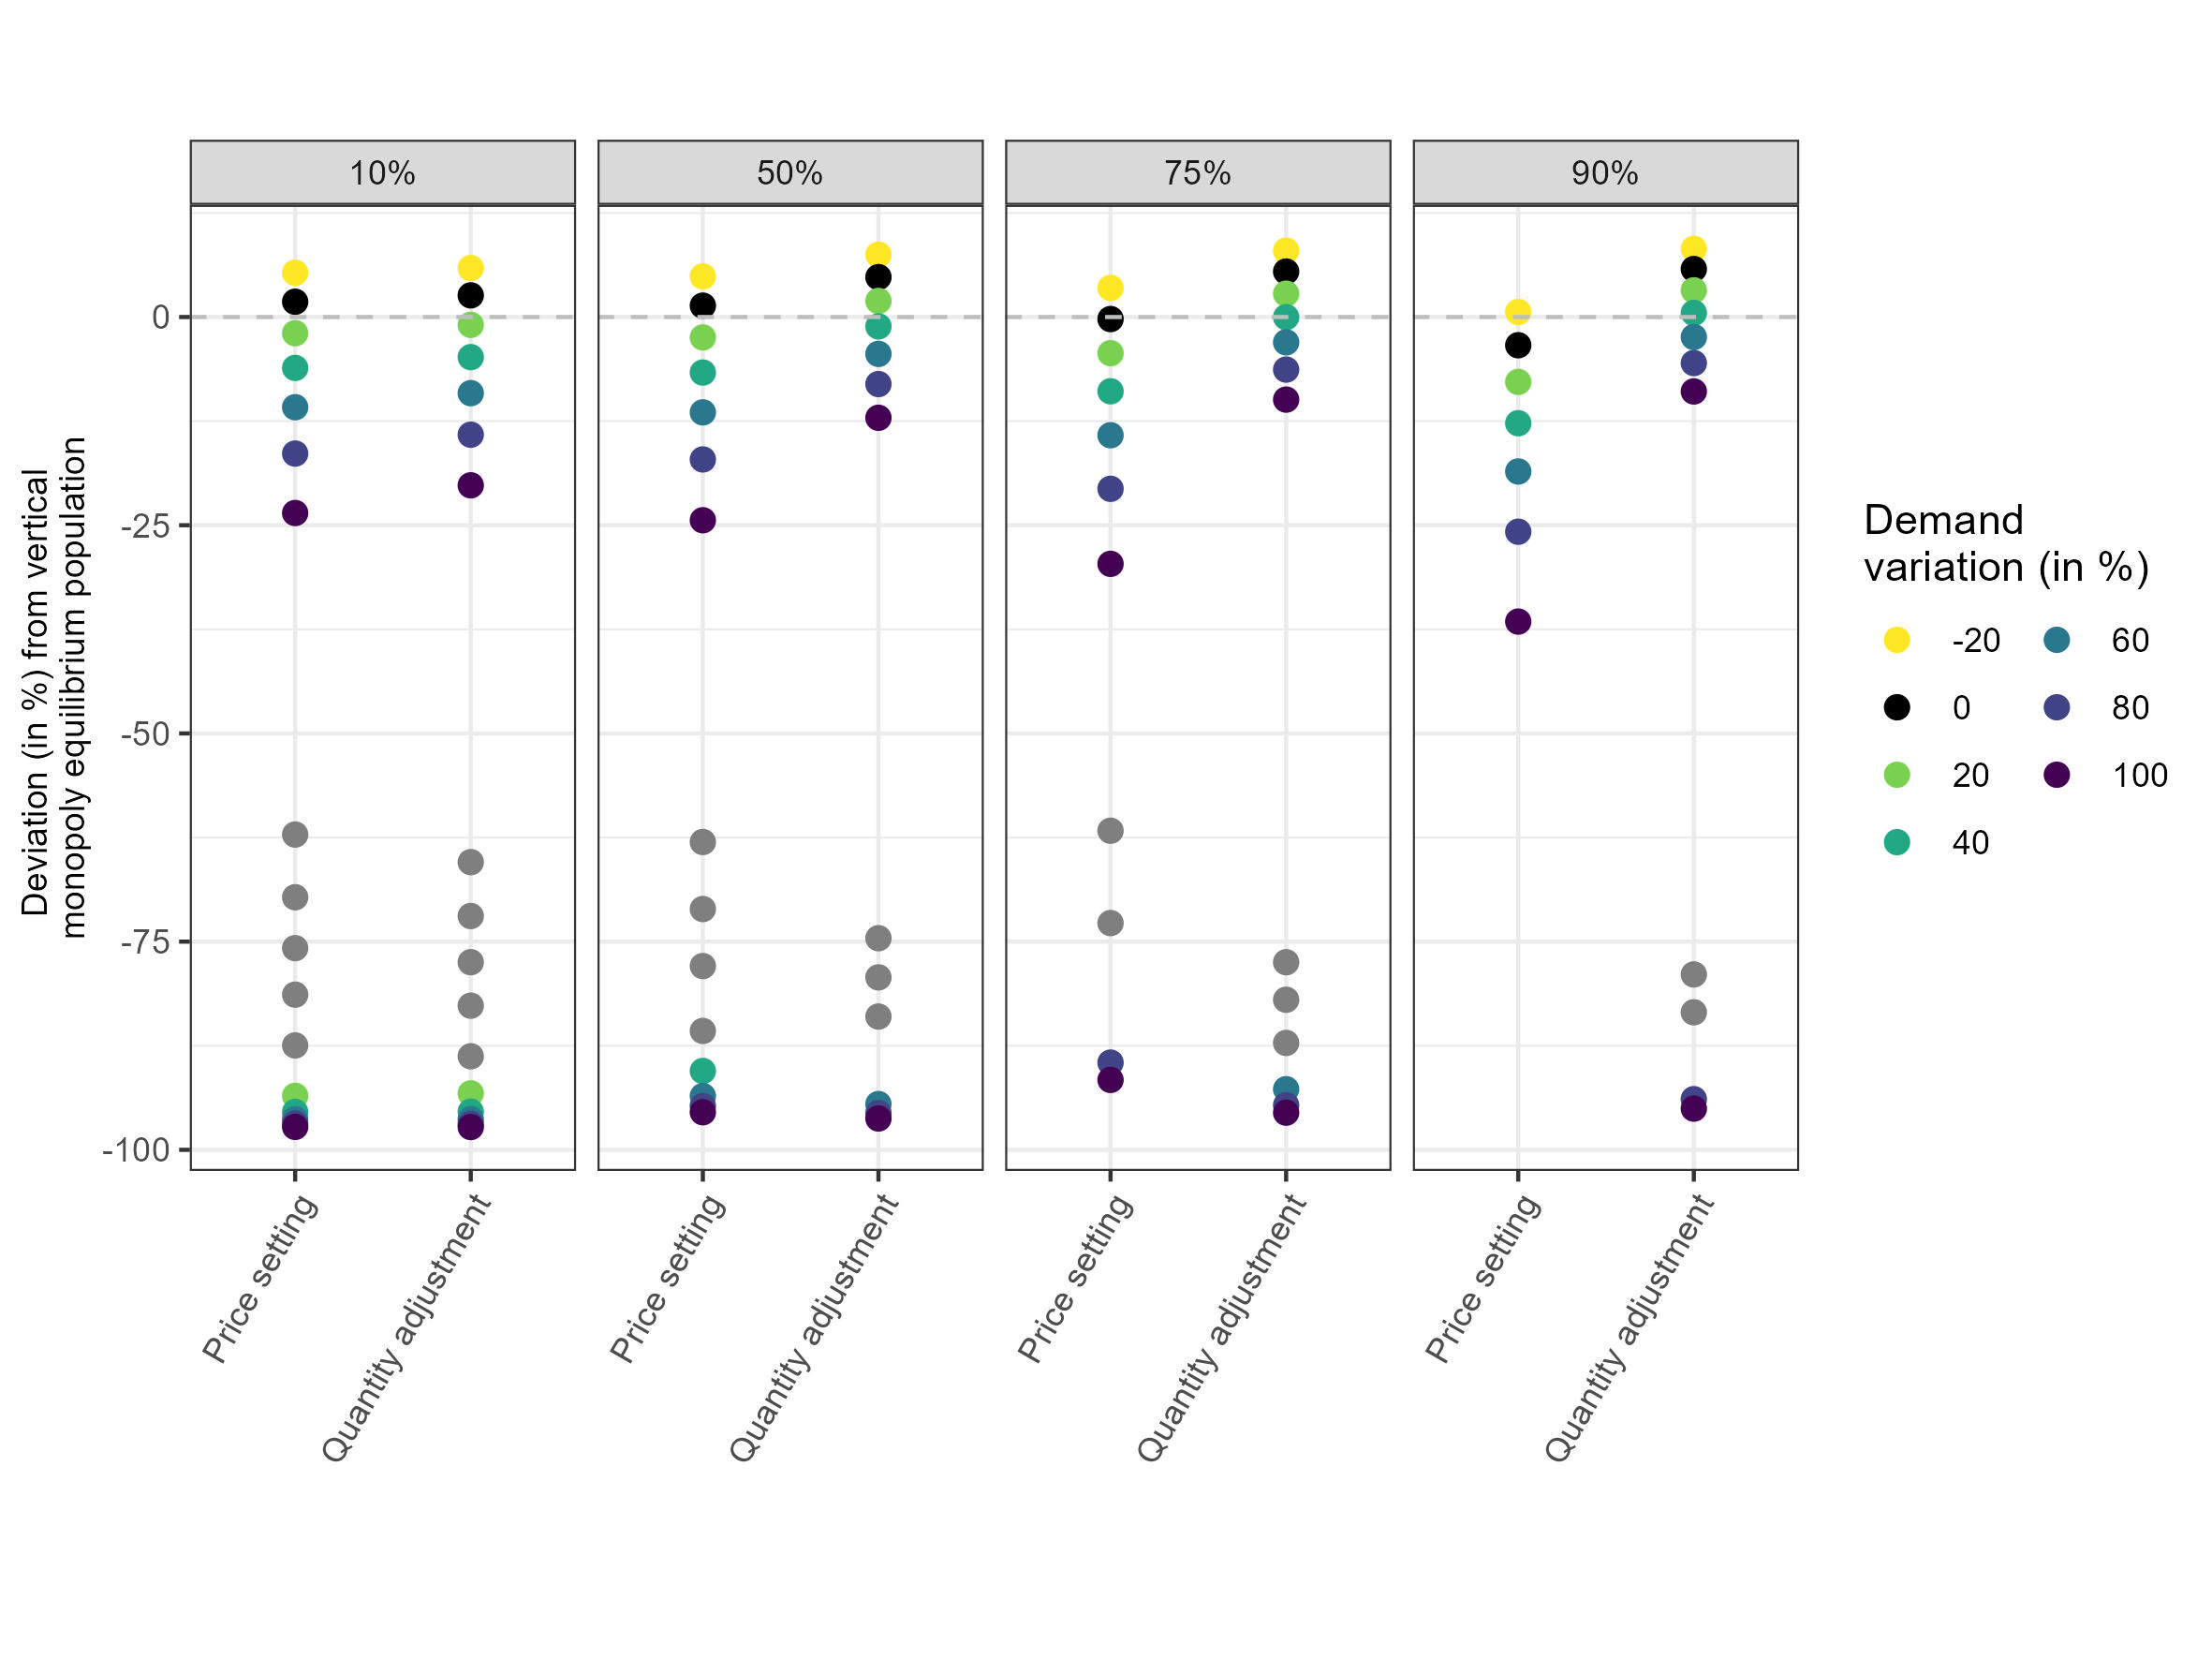 10%
50%
75%
90%
Deviation (in %) from vertical
monopoly equilibrium population
0
-25
-50
-75
-100
Price setting
Quantity adjustment
Price setting
Quantity adjustment
Price setting
Quantity adjustment
Price setting
Quantity adjustment
Demand
variation (in %)
-20
0
20
40
60
80
100